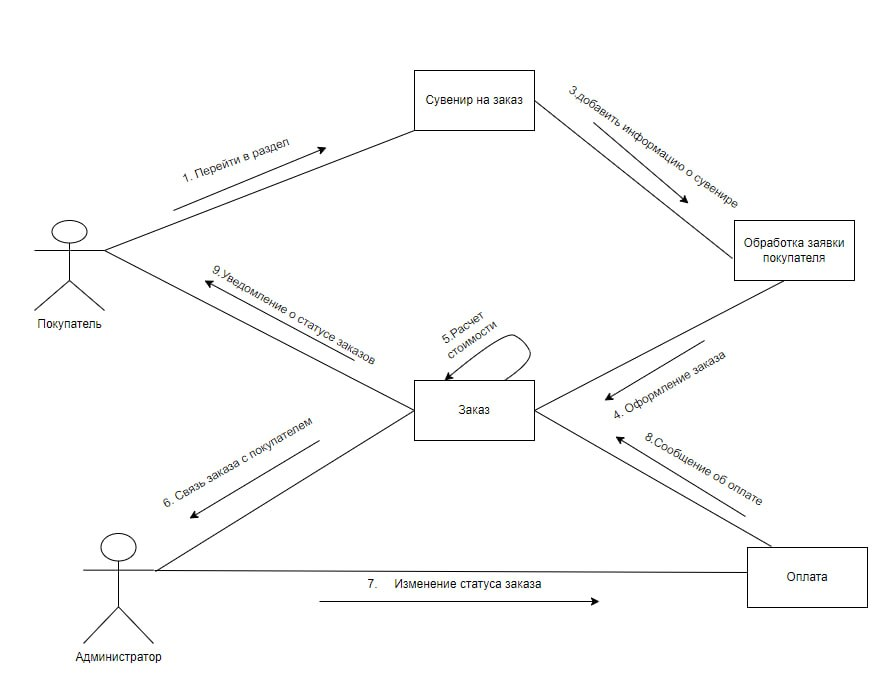 Сувенир на заказ
3.добавить информацию о сувенире
1. Перейти в раздел
Обработка заявки
покупателя
Покупатель
9.Уведомление о статусе заказов
5.Расчет
стоимости
4. Оформление заказа
Заказ
6. Связь заказа с покупателем
8.Сообщение об оплате
7. Изменение статуса заказа
Оплата
Администратор